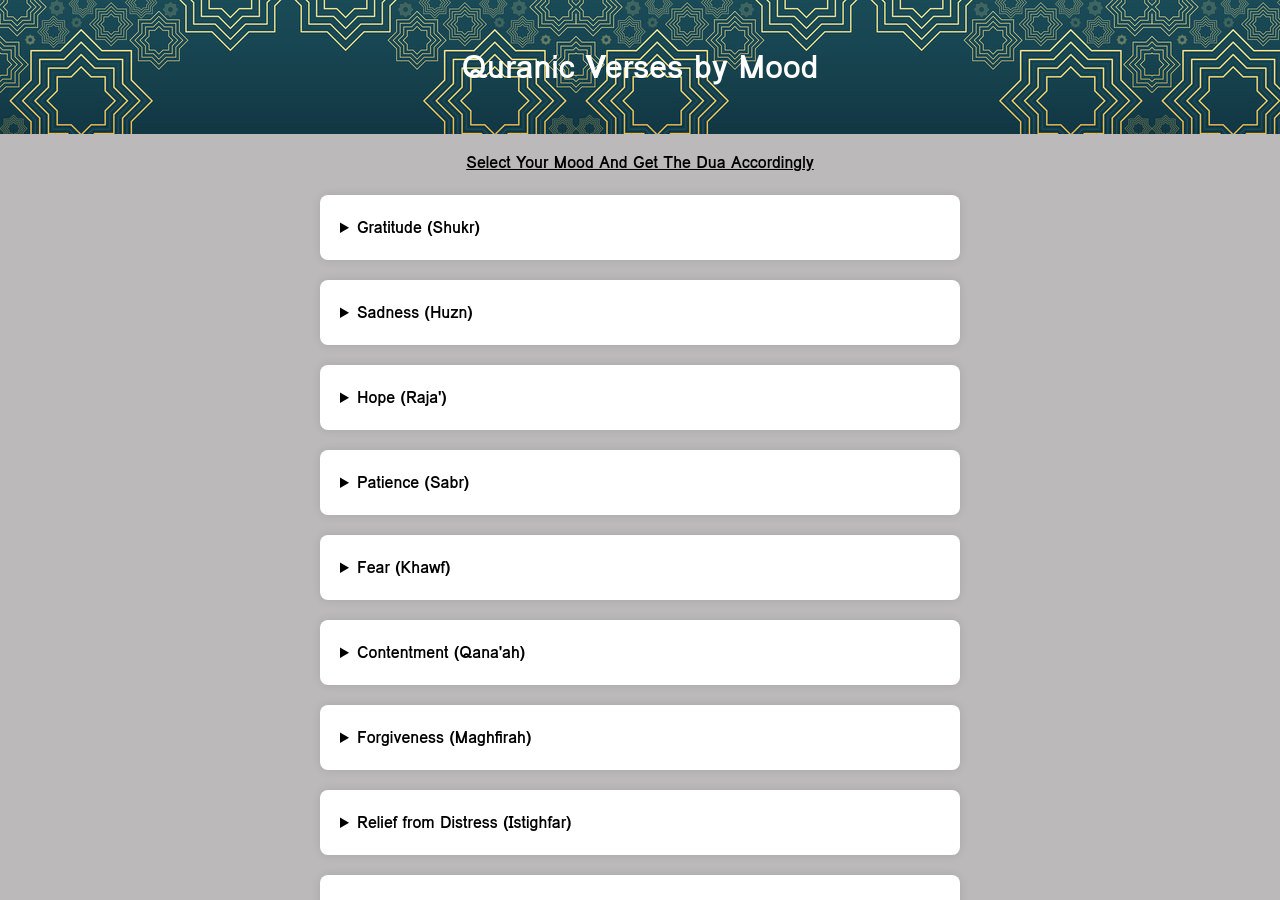 Quranic Verses by Mood
Select Your Mood And Get The Dua Accordingly
Gratitude (Shukr)
Sadness (Huzn)
Hope (Raja')
Patience (Sabr)
Fear (Khawf)
Contentment (Qana'ah)
Forgiveness (Maghfirah)
Relief from Distress (Istighfar)